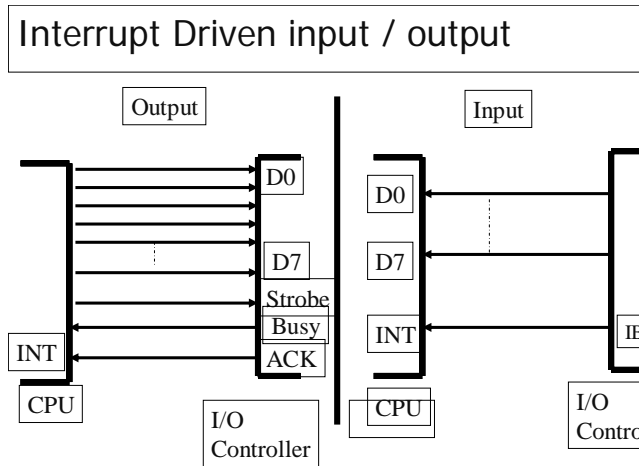 Interrupt Driven input / output
Output
Input
D0
D7
Strobe
Busy
ACK
INT
CPU
I/O
Controller
D0
D7
INT
CPU
I/O